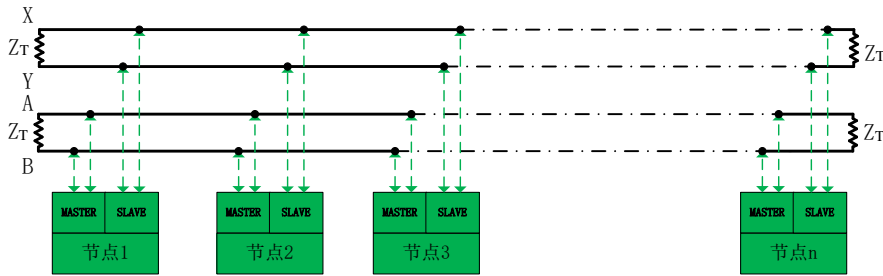 X
ZT ZT
Y
A
ZT ZT
B
MASTER SLAVE MASTER SLAVE MASTER SLAVE MASTER SLAVE
节点1 节点2 节点3 节点n